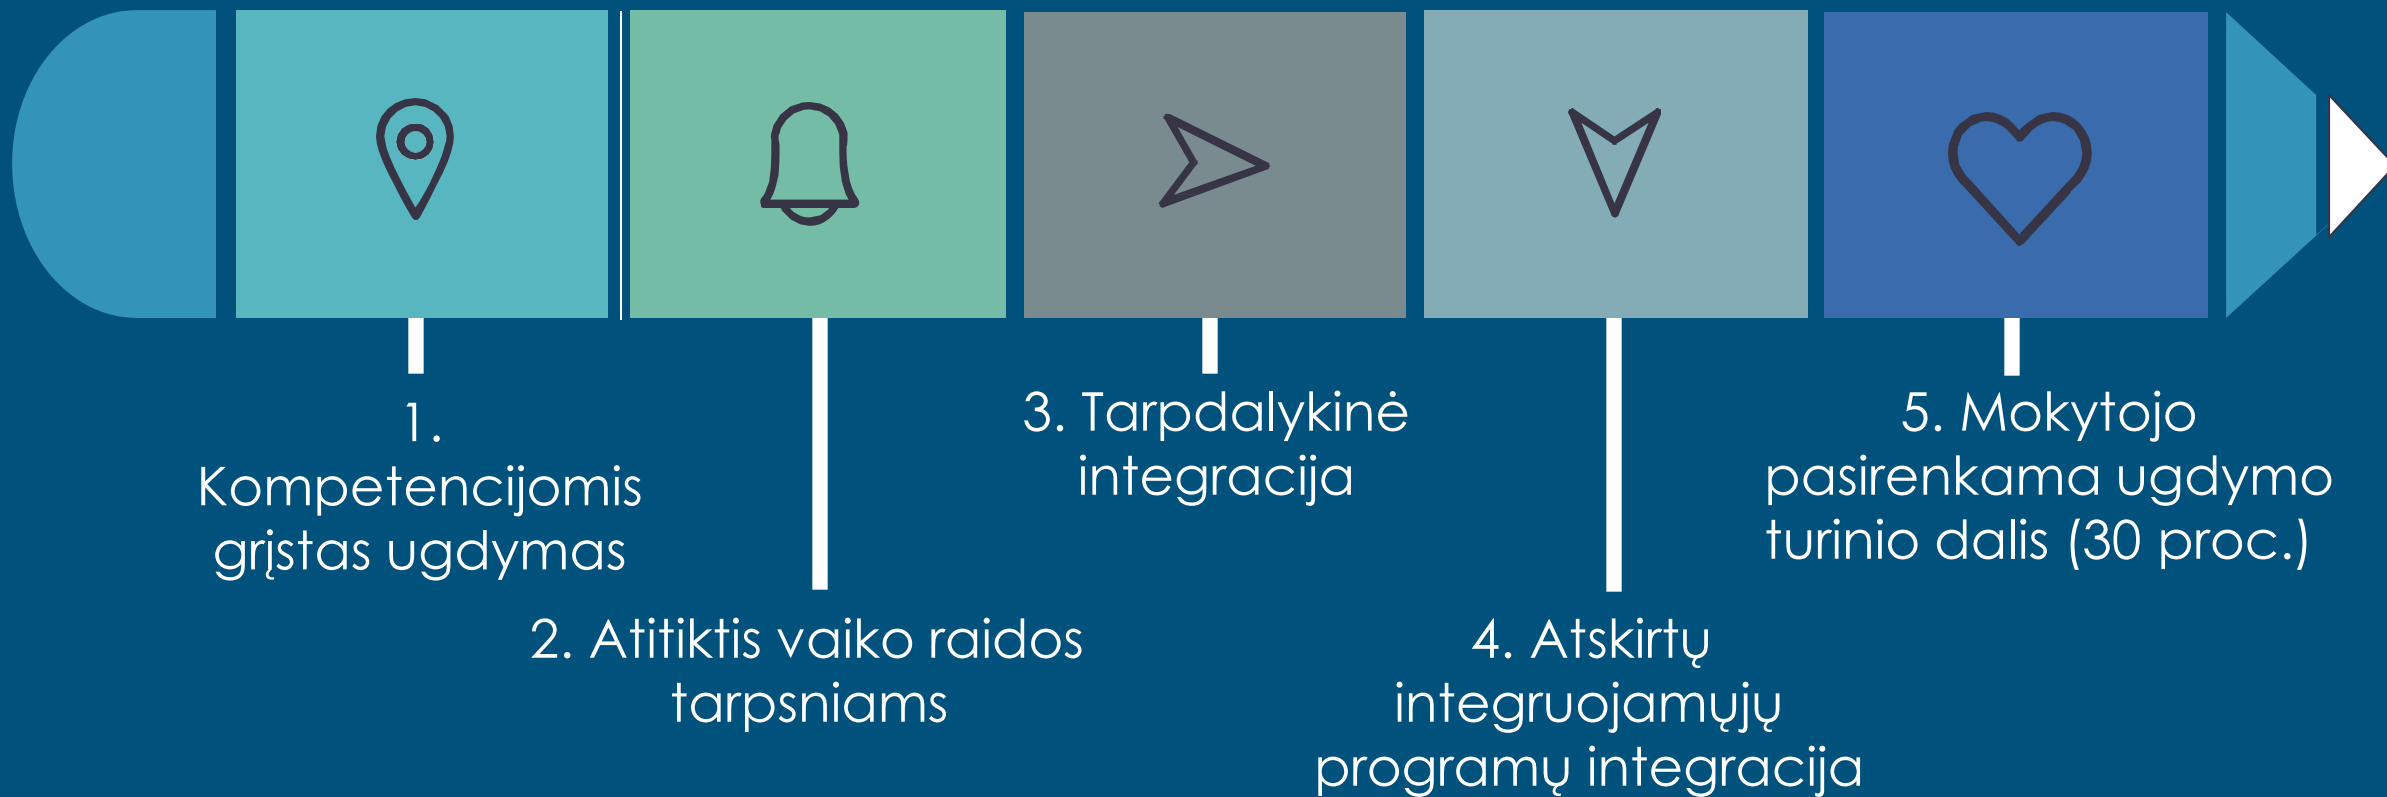 1.
Kompetencijomis
grįstas ugdymas
2. Atitiktis vaiko raidos
tarpsniams
3. Tarpdalykinė
integracija
4. Atskirtų
integruojamųjų
programų integracija
5. Mokytojo
pasirenkama ugdymo
turinio dalis (30 proc.)